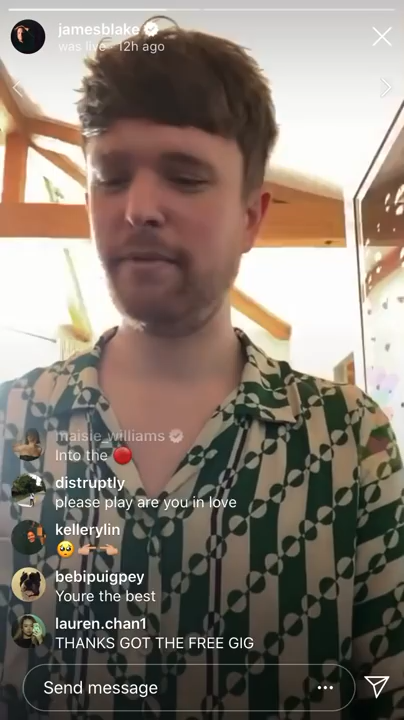 jamesblake
was live · 12h ago
maisie_williams
Into the 🔴
distruptly
please play are you in love
kellerylin
🥺👉🏼👈🏼
bebipuigpey
Youre the best
lauren.chan1
THANKS GOT THE FREE GIG
Send message